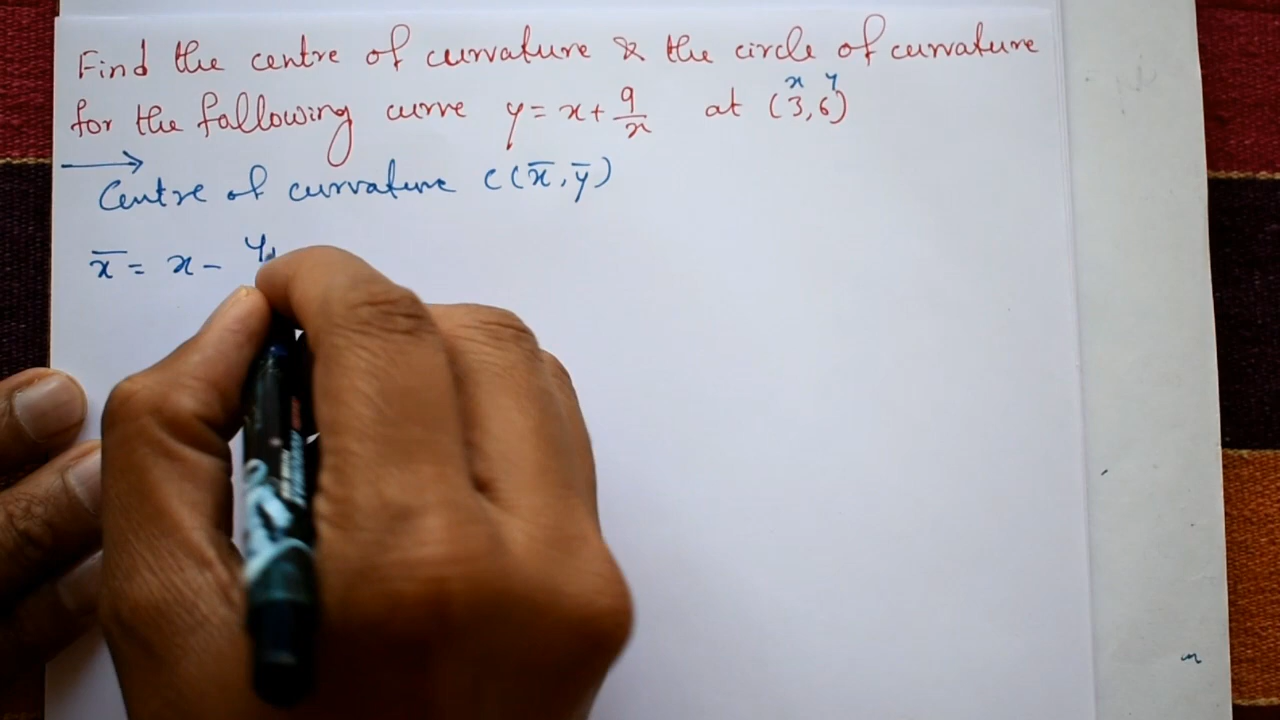 x y
Find the centre of curvature & the circle of curvature
for the following curve y = x + 9/x at (3,6)
Centre of curvature C(x̄, ȳ)
x̄ = x - y₁